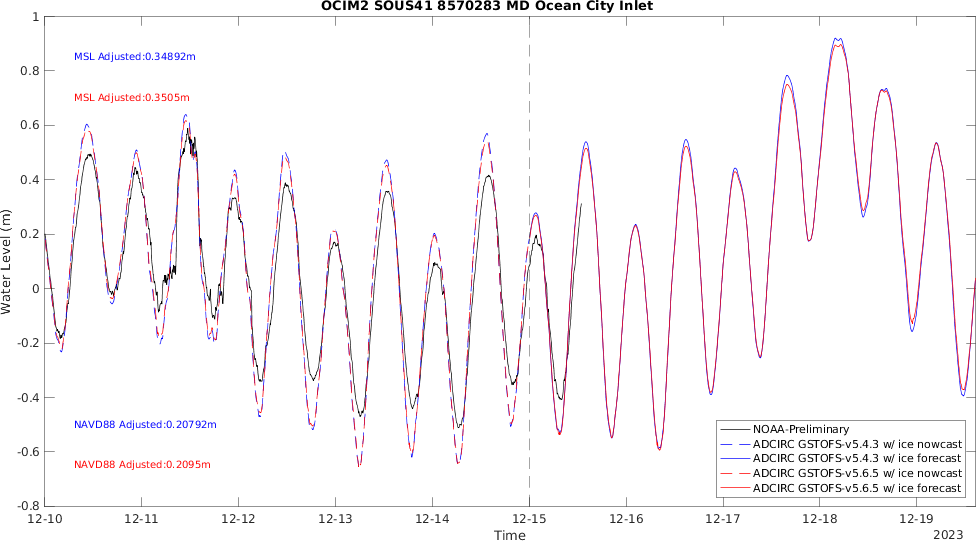 OCIM2 SOUS41 8570283 MD Ocean City Inlet
Water Level (m)
1
0.8
0.6
0.4
0.2
0
-0.2
-0.4
-0.6
-0.8
MSL Adjusted:0.34892m
MSL Adjusted:0.3505m
NAVD88 Adjusted:0.20792m
NAVD88 Adjusted:0.2095m
NOAA-Preliminary
ADCIRC GSTOFS-v5.4.3 w/ ice nowcast
ADCIRC GSTOFS-v5.4.3 w/ ice forecast
ADCIRC GSTOFS-v5.6.5 w/ ice nowcast
ADCIRC GSTOFS-v5.6.5 w/ ice forecast
12-10 12-11 12-12 12-13 12-14 12-15 12-16 12-17 12-18 12-19
Time
2023